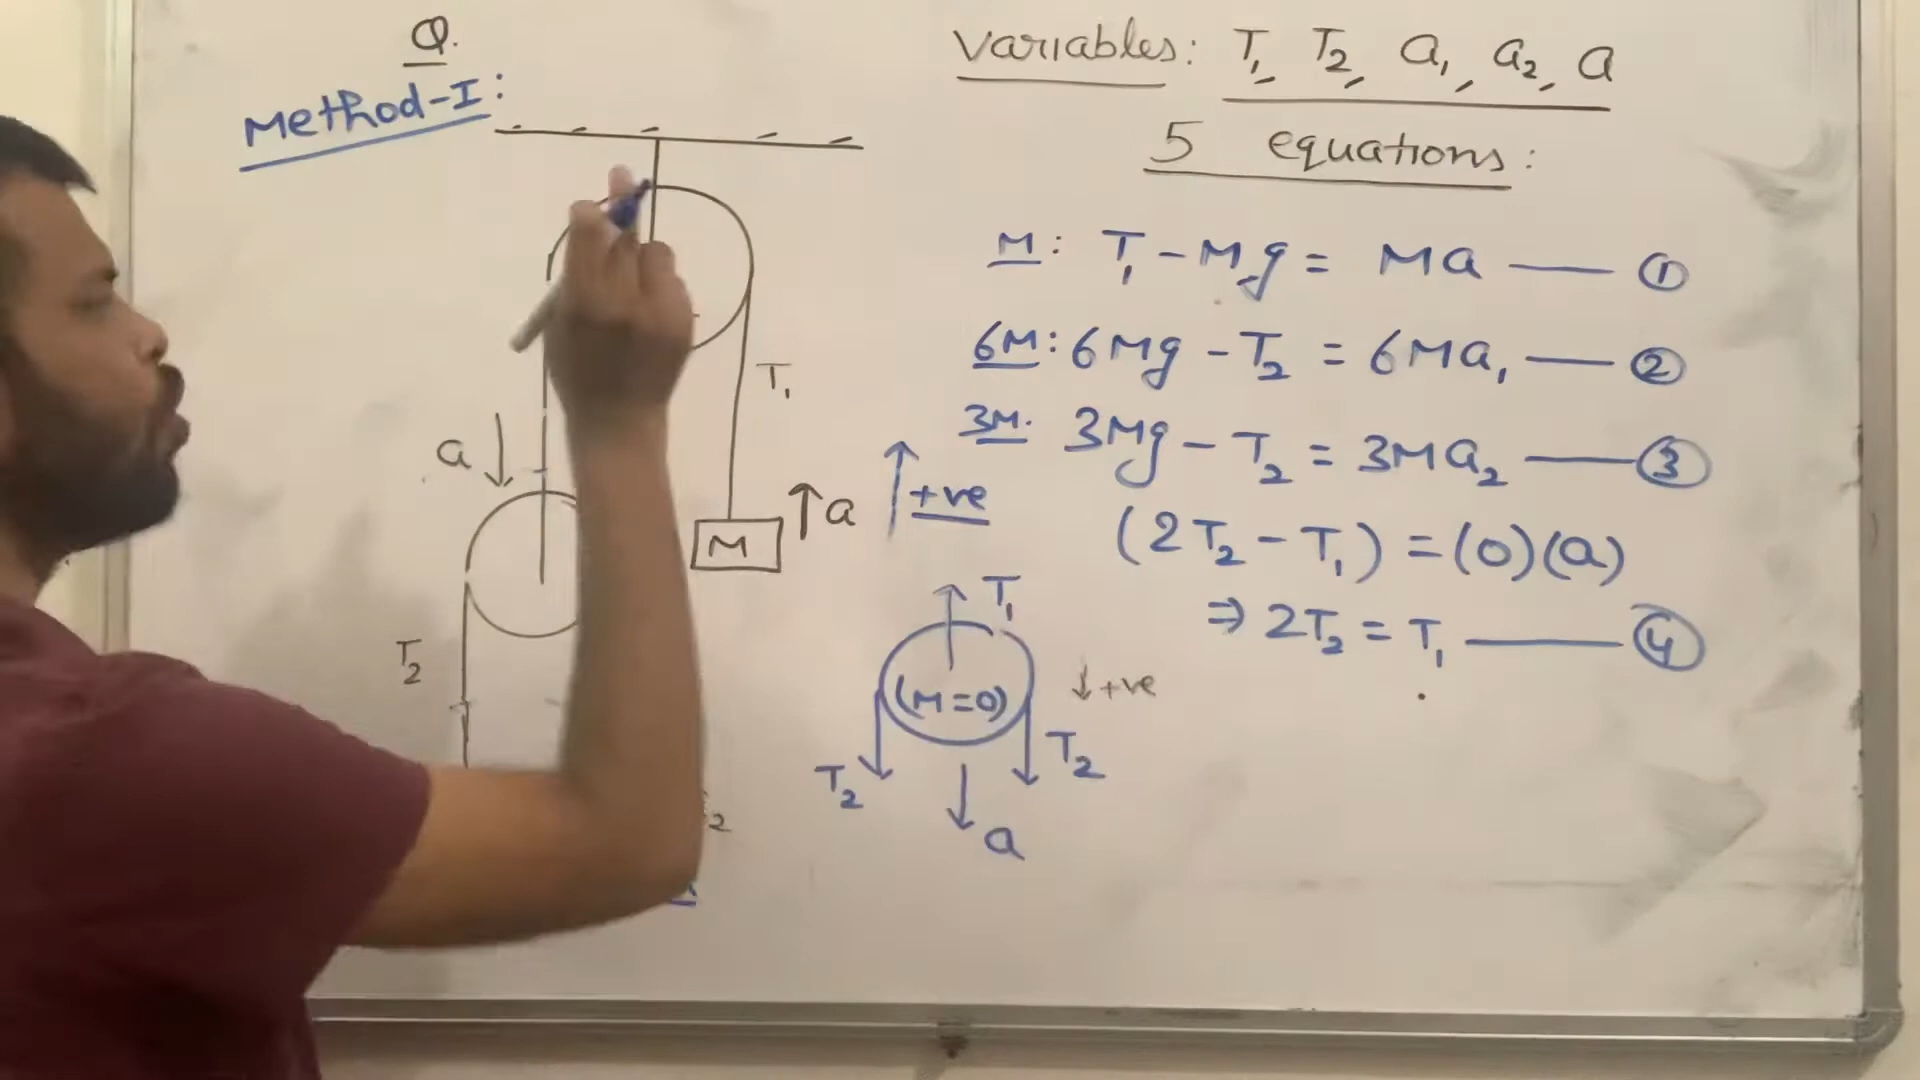 Q.
Method-I:
T₁
a
a
M
T₂
2
Variables: T₁, T₂, a₁, a₂, a
5 equations:
M: T₁ - Mg = Ma —— ①
6M: 6Mg - T₂ = 6Ma₁ —— ②
3M: 3Mg - T₂ = 3Ma₂ —— ③
+ve
(2T₂ - T₁) = (0)(a)
⇒ 2T₂ = T₁ —— ④
T₁
(M=0)
↓+ve
T₂
T₂
a